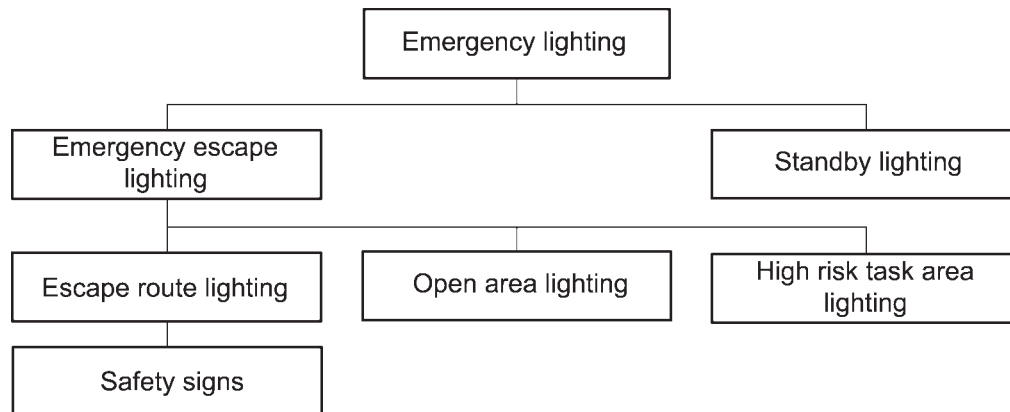 Emergency lighting
Emergency escape
lighting
Standby lighting
Escape route lighting
Open area lighting
High risk task area
lighting
Safety signs